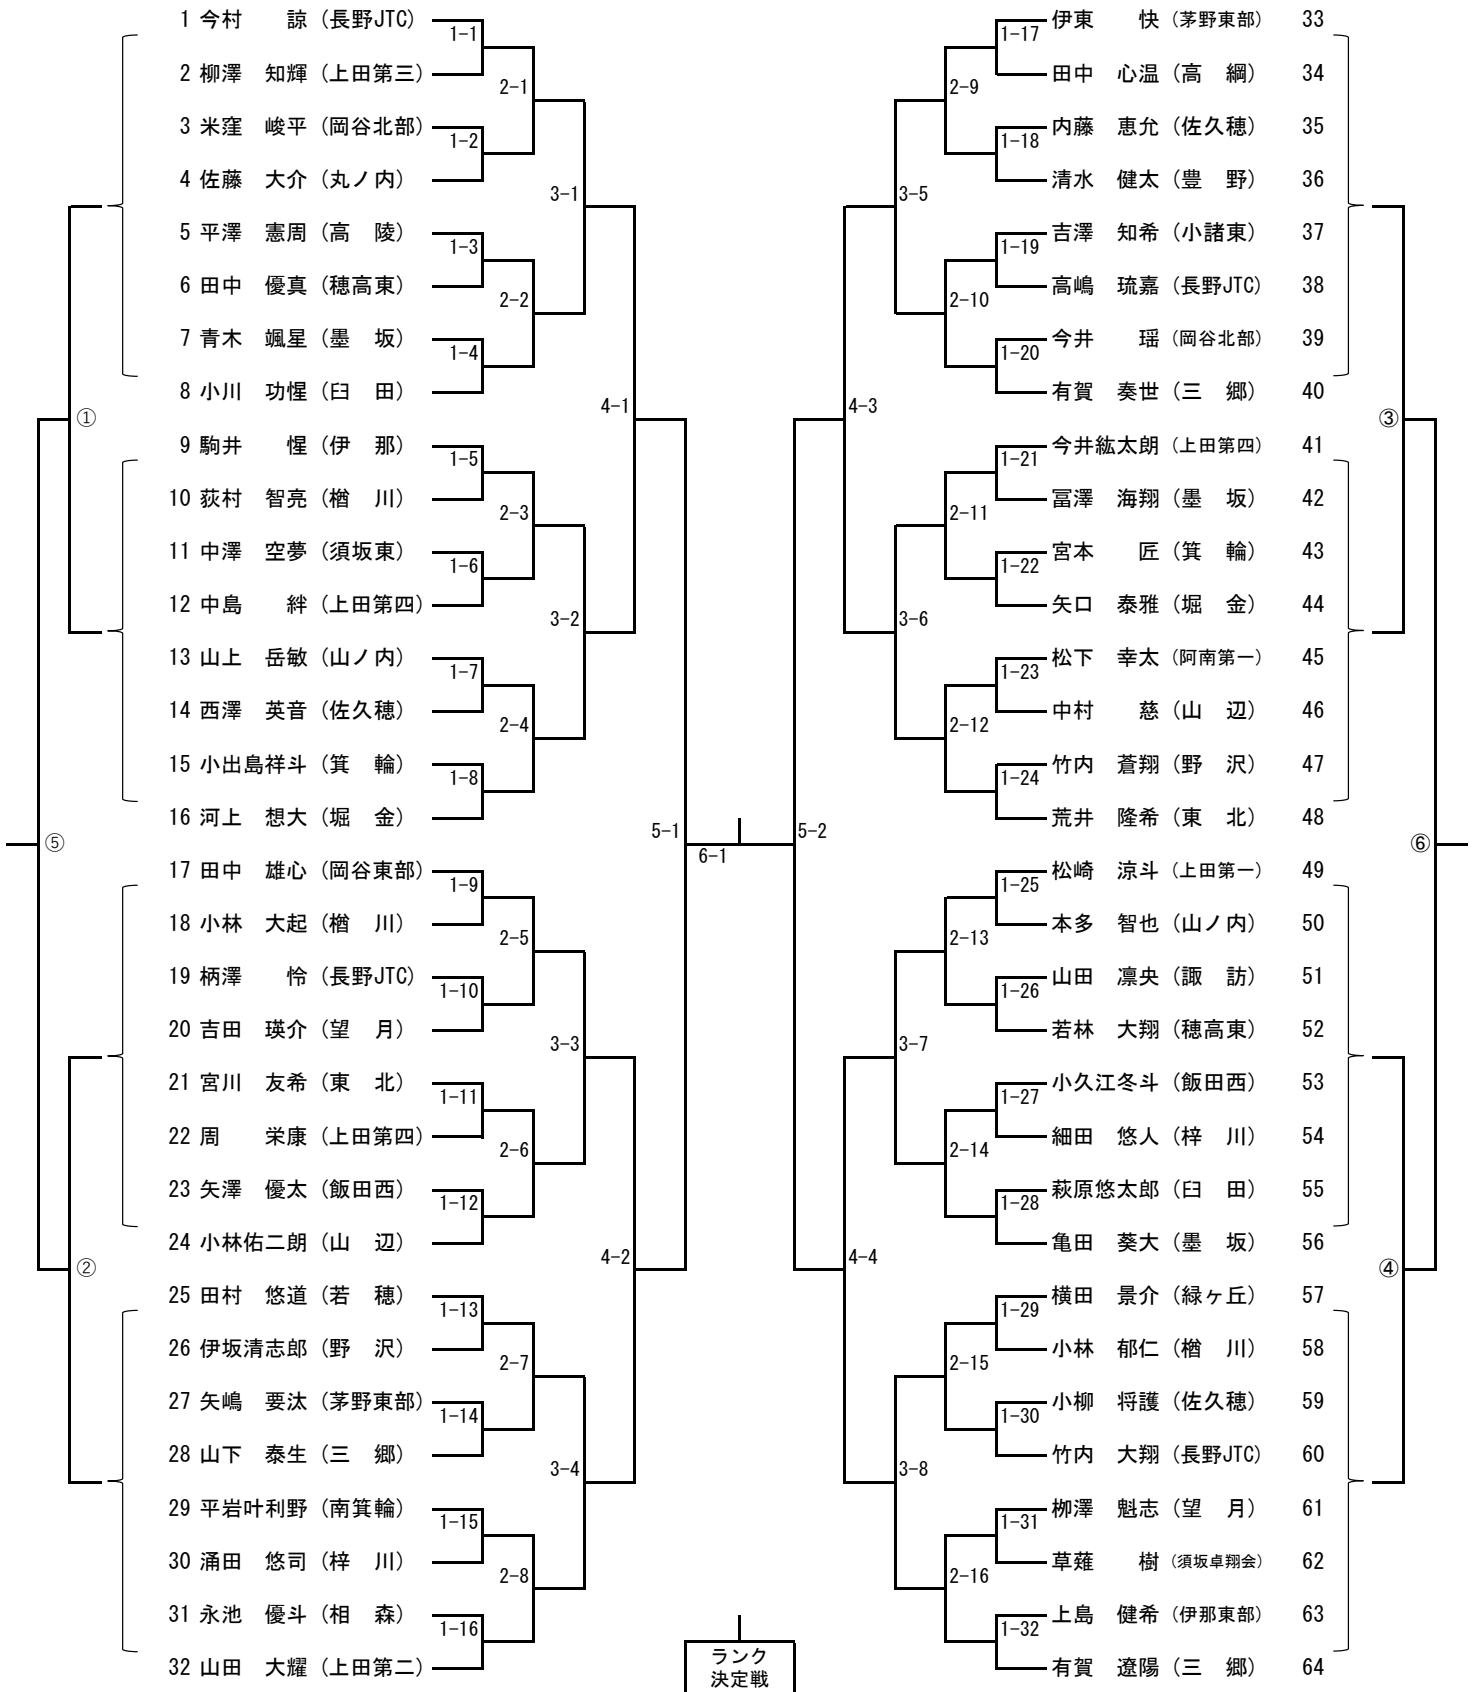 1 今村　　諒 (長野JTC)
1-1
2 柳澤　知輝 (上田第三)
2-1
3 米窪　峻平 (岡谷北部)
1-2
4 佐藤　大介 (丸ノ内)
3-1
5 平澤　憲周 (高　陵)
1-3
6 田中　優真 (穂高東)
2-2
7 青木　颯星 (墨　坂)
1-4
8 小川　功惺 (臼　田)
4-1
①
9 駒井　　惺 (伊　那)
1-5
10 荻村　智亮 (楢　川)
2-3
11 中澤　空夢 (須坂東)
1-6
12 中島　　絆 (上田第四)
3-2
13 山上　岳敏 (山ノ内)
1-7
14 西澤　英音 (佐久穂)
2-4
15 小出島祥斗 (箕　輪)
1-8
16 河上　想大 (堀　金)
5-1
⑤
6-1
17 田中　雄心 (岡谷東部)
1-9
18 小林　大起 (楢　川)
2-5
19 柄澤　　怜 (長野JTC)
1-10
20 吉田　瑛介 (望　月)
3-3
21 宮川　友希 (東　北)
1-11
22 周　　栄康 (上田第四)
2-6
23 矢澤　優太 (飯田西)
1-12
24 小林佑二朗 (山　辺)
4-2
②
25 田村　悠道 (若　穂)
1-13
26 伊坂清志郎 (野　沢)
2-7
27 矢嶋　要汰 (茅野東部)
1-14
28 山下　泰生 (三　郷)
3-4
29 平岩叶利野 (南箕輪)
1-15
30 涌田　悠司 (梓　川)
2-8
31 永池　優斗 (相　森)
1-16
32 山田　大耀 (上田第二)
伊東　　快 (茅野東部) 33
1-17
田中　心温 (高　綱) 34
2-9
内藤　恵允 (佐久穂) 35
1-18
清水　健太 (豊　野) 36
3-5
吉澤　知希 (小諸東) 37
1-19
高嶋　琉嘉 (長野JTC) 38
2-10
今井　　瑶 (岡谷北部) 39
1-20
有賀　奏世 (三　郷) 40
4-3
③
今井紘太朗 (上田第四) 41
1-21
冨澤　海翔 (墨　坂) 42
2-11
宮本　　匠 (箕　輪) 43
1-22
矢口　泰雅 (堀　金) 44
3-6
松下　幸太 (阿南第一) 45
1-23
中村　　慈 (山　辺) 46
2-12
竹内　蒼翔 (野　沢) 47
1-24
荒井　隆希 (東　北) 48
5-2
⑥
松崎　涼斗 (上田第一) 49
1-25
本多　智也 (山ノ内) 50
2-13
山田　凛央 (諏　訪) 51
1-26
若林　大翔 (穂高東) 52
3-7
小久江冬斗 (飯田西) 53
1-27
細田　悠人 (梓　川) 54
2-14
萩原悠太郎 (臼　田) 55
1-28
亀田　葵大 (墨　坂) 56
4-4
④
横田　景介 (緑ヶ丘) 57
1-29
小林　郁仁 (楢　川) 58
2-15
小柳　将護 (佐久穂) 59
1-30
竹内　大翔 (長野JTC) 60
3-8
栁澤　魁志 (望　月) 61
1-31
草薙　　樹 (須坂卓翔会) 62
2-16
上島　健希 (伊那東部) 63
1-32
有賀　遼陽 (三　郷) 64
ランク
決定戦